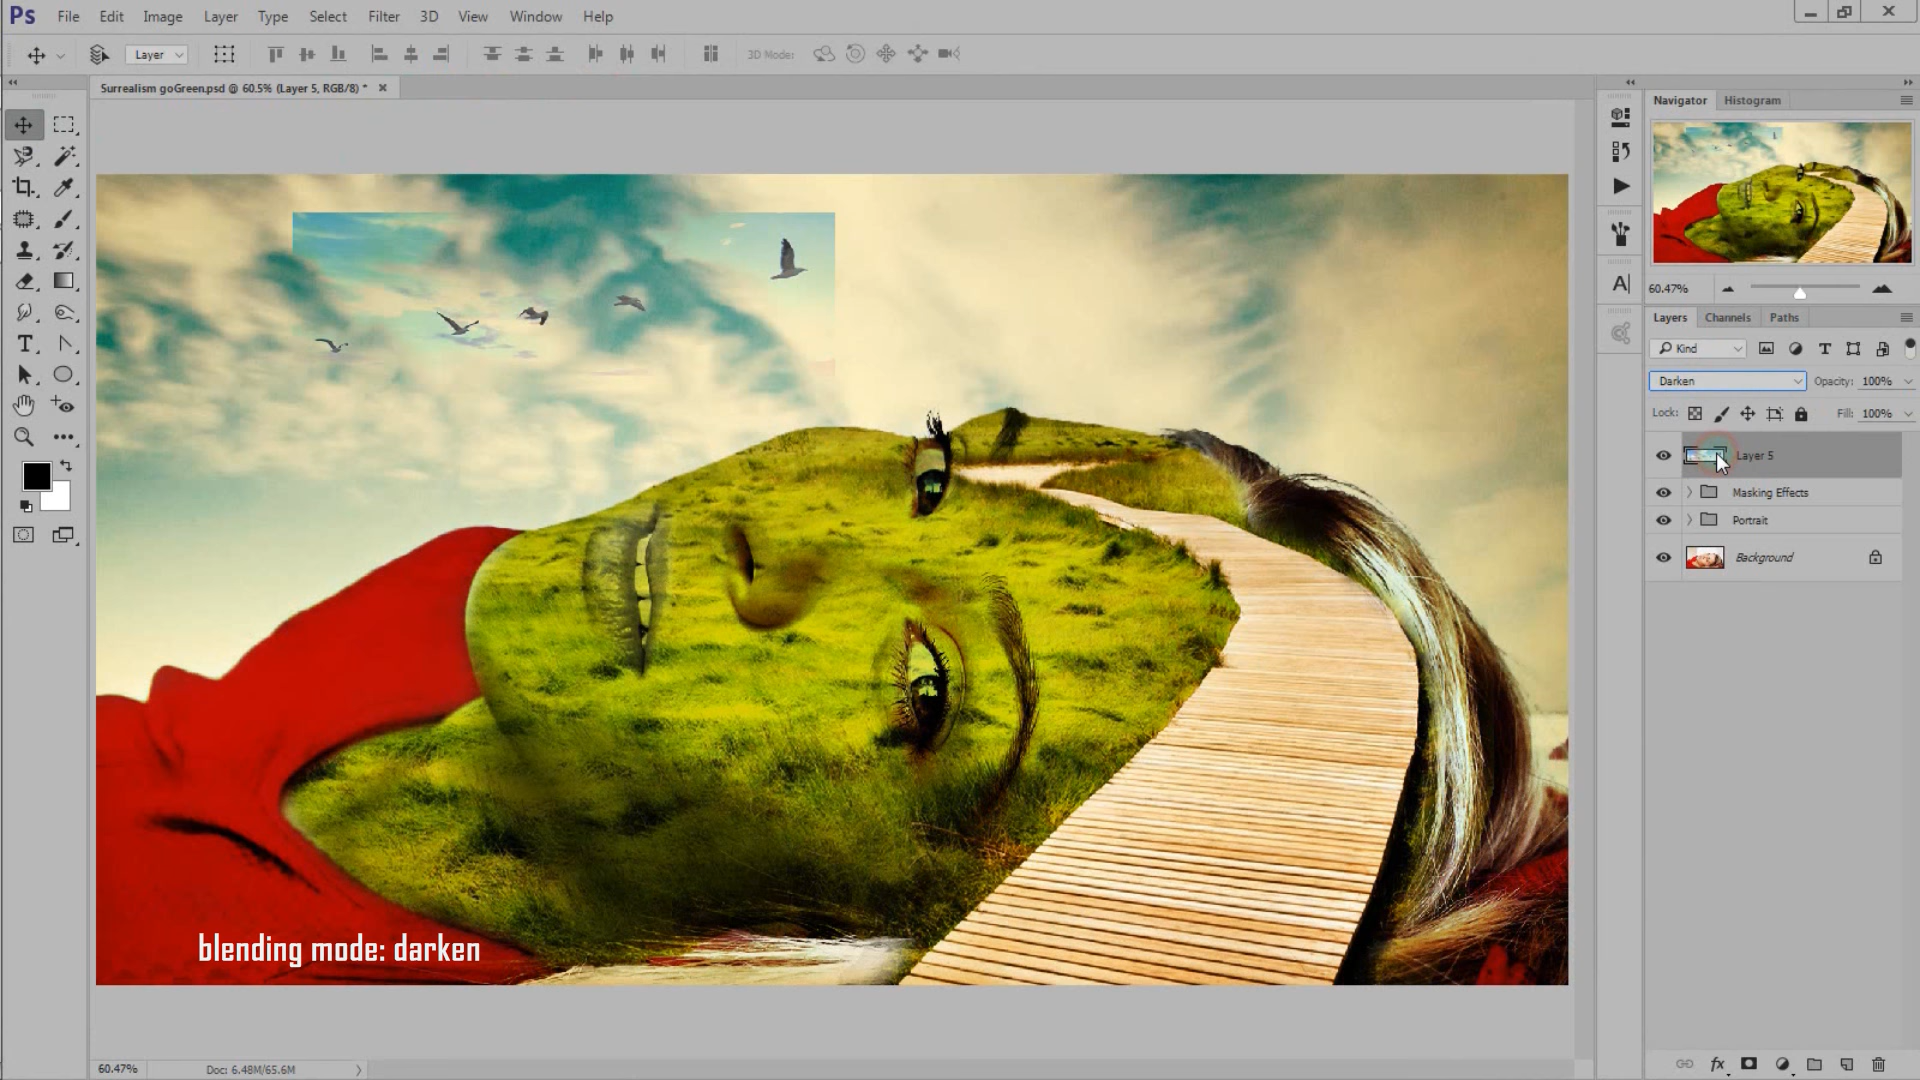 Ps File Edit Image Layer Type Select Filter 3D View Window Help
Layer 3D Mode:
Surrealism goGreen.psd @ 60.5% (Layer 5, RGB/8) *
Navigator Histogram
60.47%
Layers Channels Paths
Kind
Darken Opacity: 100%
Lock: Fill: 100%
Layer 5
Masking Effects
Portrait
Background
blending mode: darken
60.47% Doc: 6.48M/65.6M